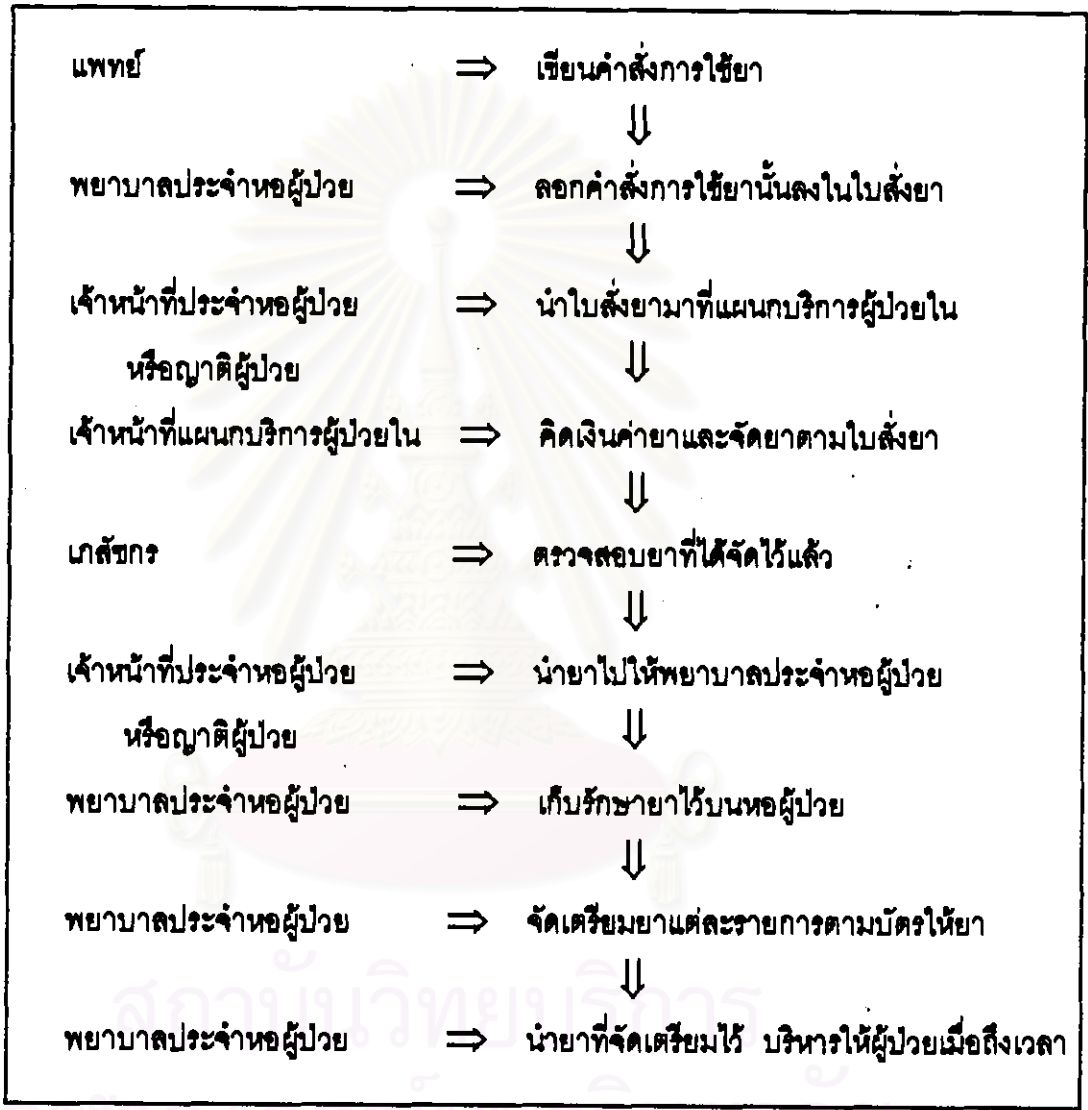 แพทย์ ⇒ เขียนคำสั่งการใช้ยา
⇓
พยาบาลประจำหอผู้ป่วย ⇒ ลอกคำสั่งการใช้ยานั้นลงในใบสั่งยา
⇓
เจ้าหน้าที่ประจำหอผู้ป่วย ⇒ นำใบสั่งยามาที่แผนกบริการผู้ป่วยใน
หรือญาติผู้ป่วย ⇓
เจ้าหน้าที่แผนกบริการผู้ป่วยใน ⇒ คิดเงินค่ายาและจัดยาตามใบสั่งยา
⇓
เภสัชกร ⇒ ตรวจสอบยาที่ได้จัดไว้แล้ว
⇓
เจ้าหน้าที่ประจำหอผู้ป่วย ⇒ นำยาไปให้พยาบาลประจำหอผู้ป่วย
หรือญาติผู้ป่วย ⇓
พยาบาลประจำหอผู้ป่วย ⇒ เก็บรักษายาไว้บนหอผู้ป่วย
⇓
พยาบาลประจำหอผู้ป่วย ⇒ จัดเตรียมยาแต่ละรายการตามบัตรให้ยา
⇓
สถาบันวิทยบริการ
พยาบาลประจำหอผู้ป่วย ⇒ นำยาที่จัดเตรียมไว้ บริหารให้ผู้ป่วยเมื่อถึงเวลา